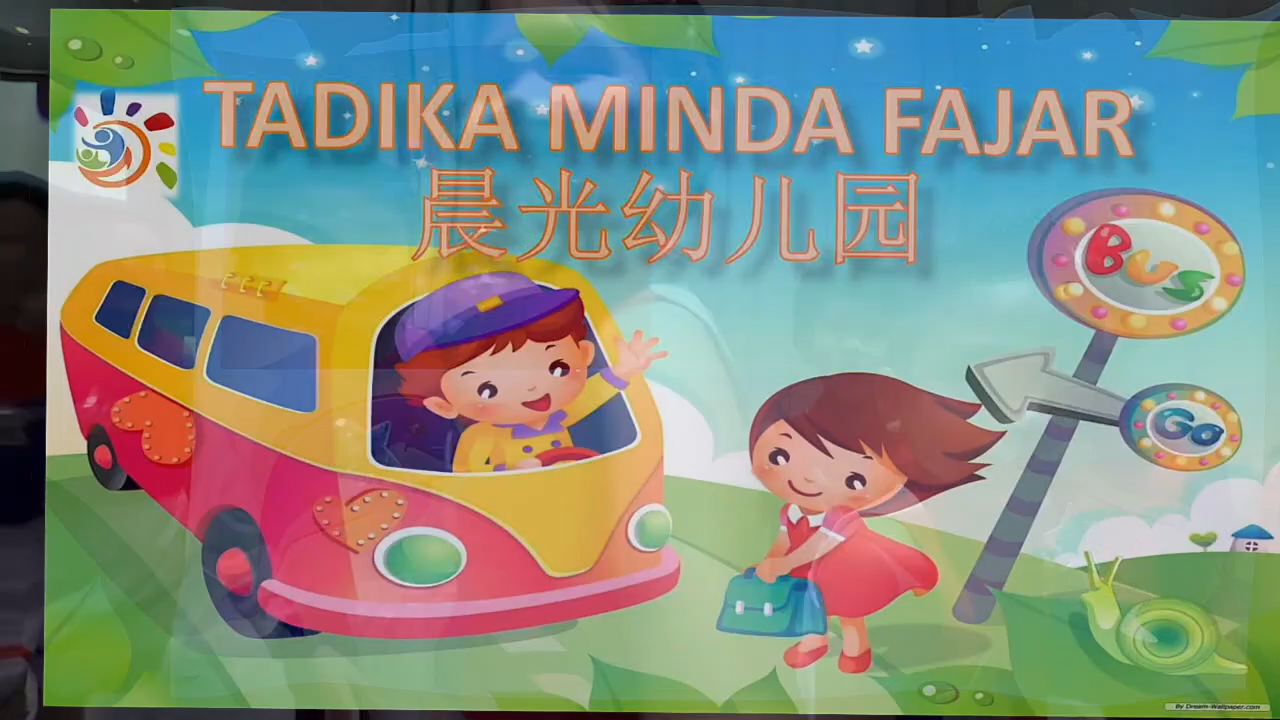 TADIKA MINDA FAJAR
晨光幼儿园
BUS
Go
By Dream-Wallpaper.com